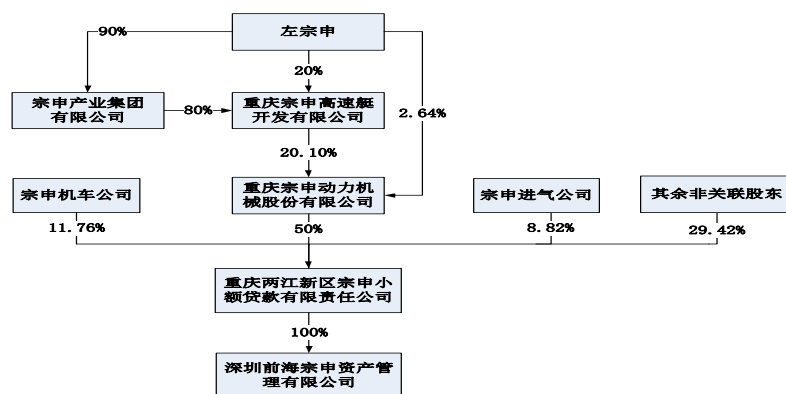 左宗申
90%
20%
宗申产业集团
有限公司
80%
重庆宗申高速艇
开发有限公司
2.64%
20.10%
宗申机车公司
重庆宗申动力机
械股份有限公司
宗申进气公司
其余非关联股东
11.76%
50%
8.82%
29.42%
重庆两江新区宗申小
额贷款有限责任公司
100%
深圳前海宗申资产管
理有限公司